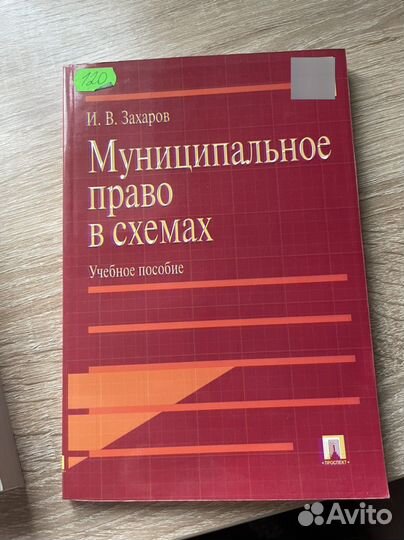 120
И. В. Захаров
Муниципальное
право
в схемах
Учебное пособие
•ПРОСПЕКТ•
Avito